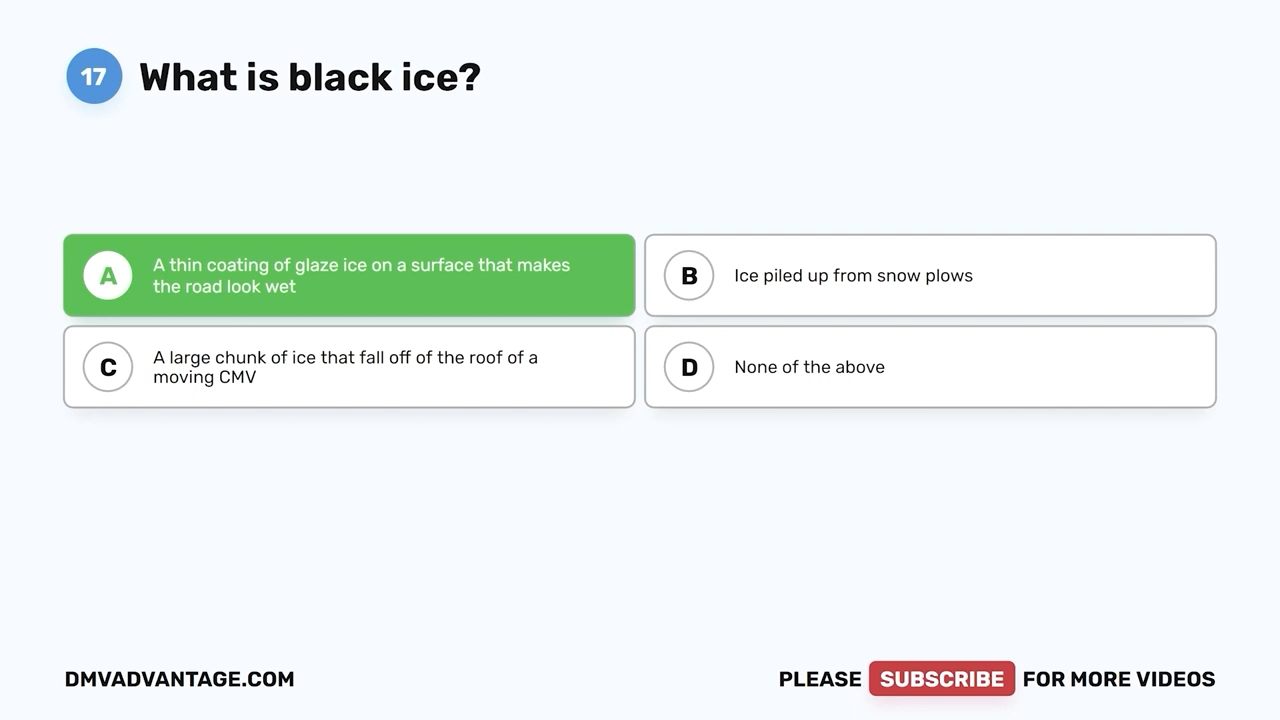 17 What is black ice?
A A thin coating of glaze ice on a surface that makes
the road look wet
B Ice piled up from snow plows
C A large chunk of ice that fall off of the roof of a
moving CMV
D None of the above
DMVADVANTAGE.COM
PLEASE SUBSCRIBE FOR MORE VIDEOS